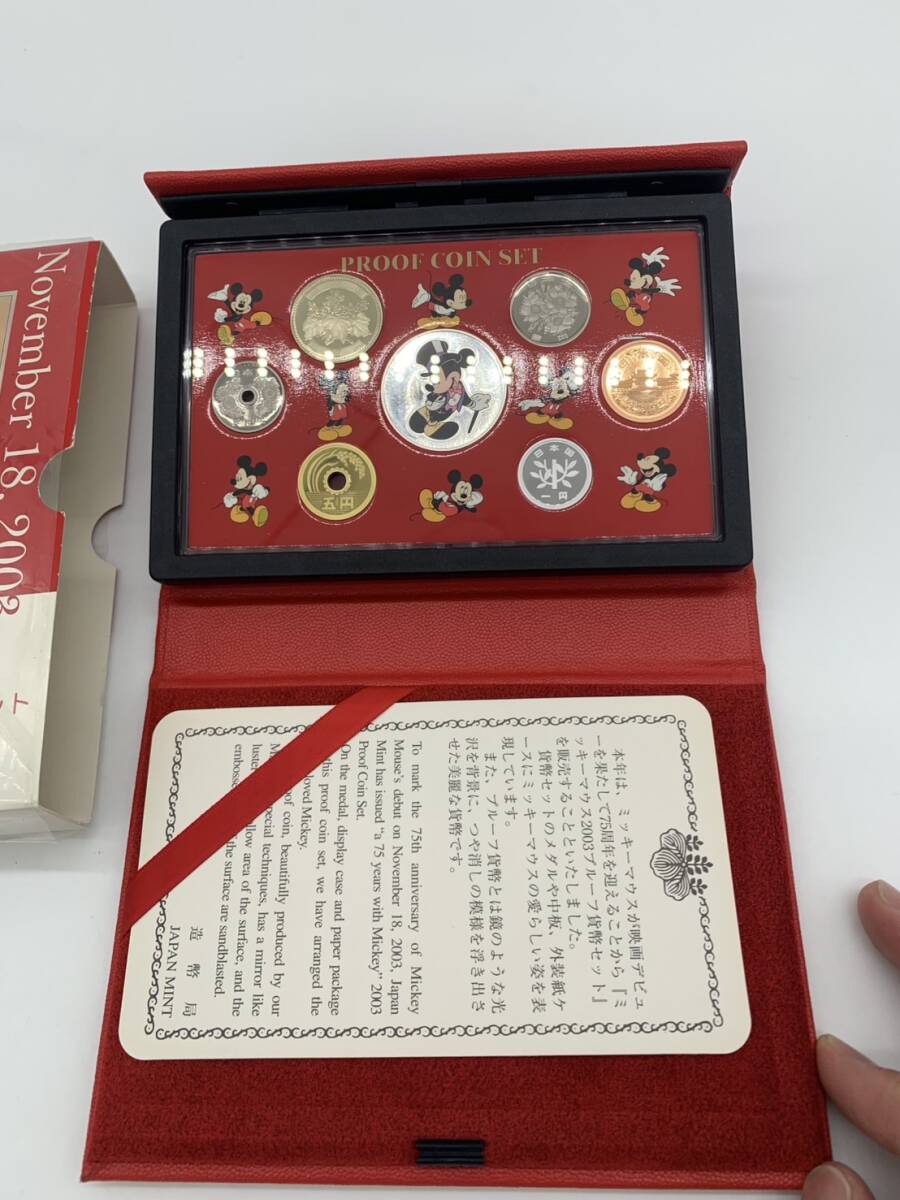 PROOF COIN SET
November 18, 2003
五円
日本国
本年は、ミッキーマウスが映画デビュ
ーを果たして75周年を迎えることから『ミ
ッキーマウス2003プルーフ貨幣セット』
を販売することといたしました。
貨幣セットのメダルや中板、外装紙ケ
ースにミッキーマウスの愛らしい姿を表
現しています。
また、プルーフ貨幣とは鏡のような光
沢を背景に、つや消しの模様を浮き出さ
せた美麗な貨幣です。
To mark the 75th anniversary of Mickey
Mouse's debut on November 18, 2003, Japan
Mint has issued "a 75 years with Mickey" 2003
Proof Coin Set.
On the medal, display case and paper package
this proof coin set, we have arranged the
loved Mickey.
oof coin, beautifully produced by our
special techniques, has a mirror like
luster
llow area of the surface, and the
embosse
the surface are sandblasted.
造幣局
JAPAN MINT